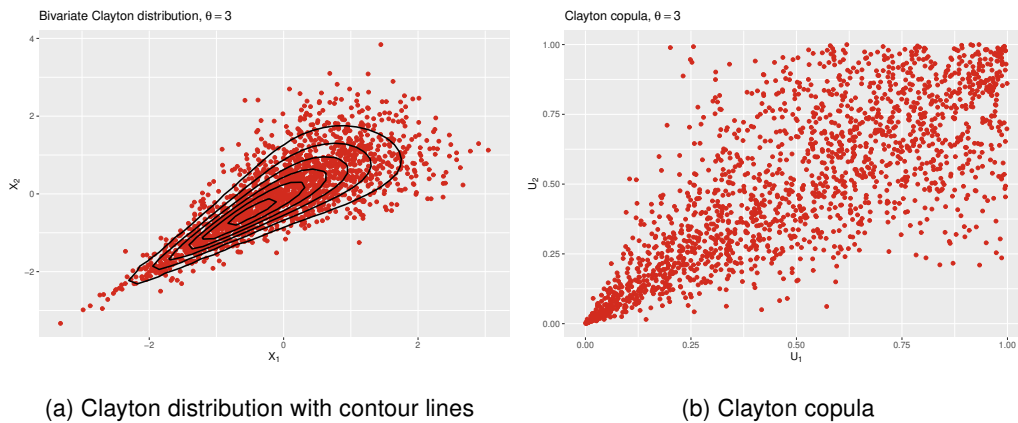 Bivariate Clayton distribution, θ = 3
4
2
0
−2
X2
−2
0
2
X1
(a) Clayton distribution with contour lines
Clayton copula, θ = 3
1.00
0.75
0.50
0.25
0.00
U2
0.00
0.25
0.50
0.75
1.00
U1
(b) Clayton copula